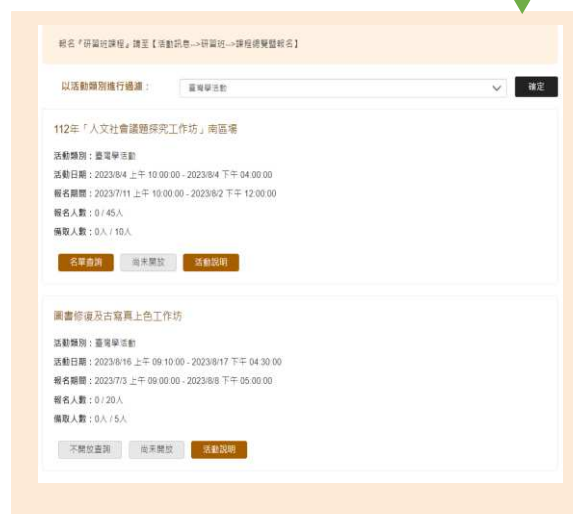 報名『研習班課程』請至【活動訊息-->研習班-->課程總覽暨報名】
以活動類別進行過濾：
臺灣學活動
確定
112年「人文社會議題探究工作坊」南區場
活動類別：臺灣學活動
活動日期：2023/8/4 上午 10:00:00 - 2023/8/4 下午 04:00:00
報名期間：2023/7/11 上午 10:00:00 - 2023/8/2 下午 12:00:00
報名人數：0 / 45人
備取人數：0人 / 10人
名單查詢
尚未開放
活動說明
圖書修復及古寫真上色工作坊
活動類別：臺灣學活動
活動日期：2023/8/16 上午 09:10:00 - 2023/8/17 下午 04:30:00
報名期間：2023/7/3 上午 09:00:00 - 2023/8/8 下午 05:00:00
報名人數：0 / 20人
備取人數：0人 / 5人
不開放查詢
尚未開放
活動說明